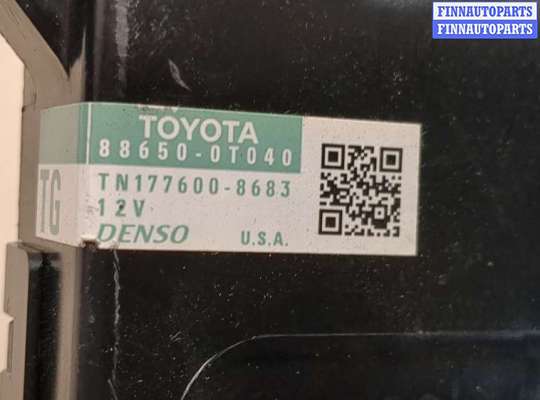 FINNAUTOPARTS
FINNAUTOPARTS
TOYOTA
88650-0T040
TG
TN177600-8683
12V
DENSO U.S.A.